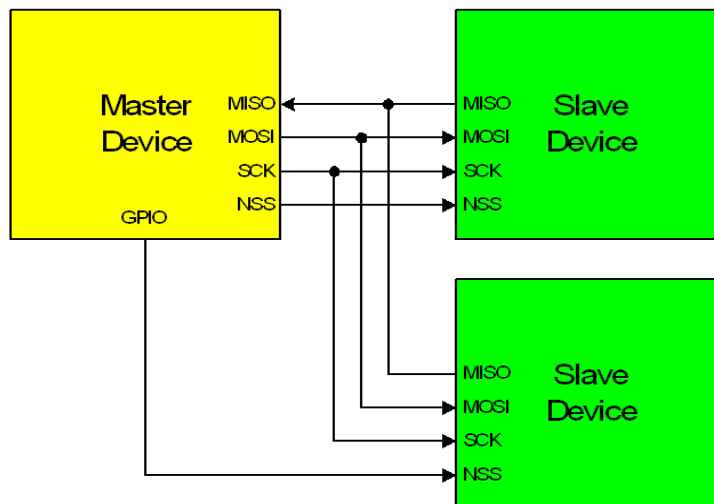 Master
Device
MISO
MOSI
SCK
NSS
GPIO
MISO
MOSI
SCK
NSS
Slave
Device
MISO
MOSI
SCK
NSS
Slave
Device